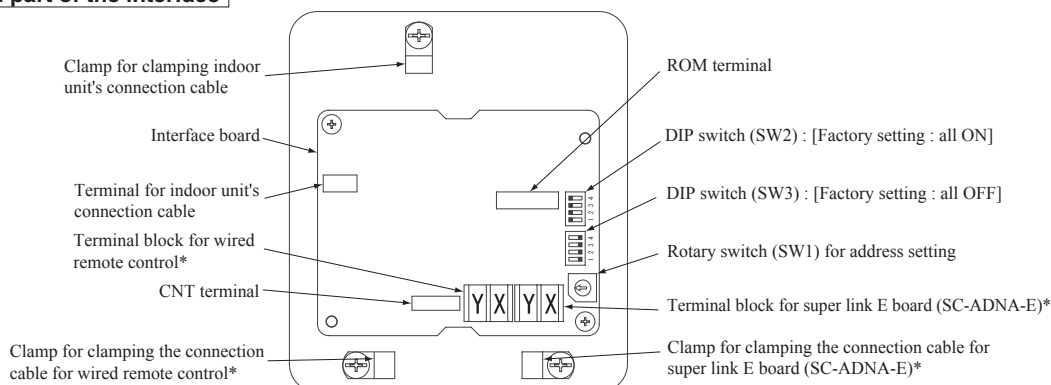 part of the interface
Clamp for clamping indoor
unit's connection cable
Interface board
Terminal for indoor unit's
connection cable
Terminal block for wired
remote control*
CNT terminal
Clamp for clamping the connection
cable for wired remote control*
ROM terminal
DIP switch (SW2) : [Factory setting : all ON]
DIP switch (SW3) : [Factory setting : all OFF]
Rotary switch (SW1) for address setting
Terminal block for super link E board (SC-ADNA-E)*
Clamp for clamping the connection cable for
super link E board (SC-ADNA-E)*
1 2 3 4
1 2 3 4
Y X Y X